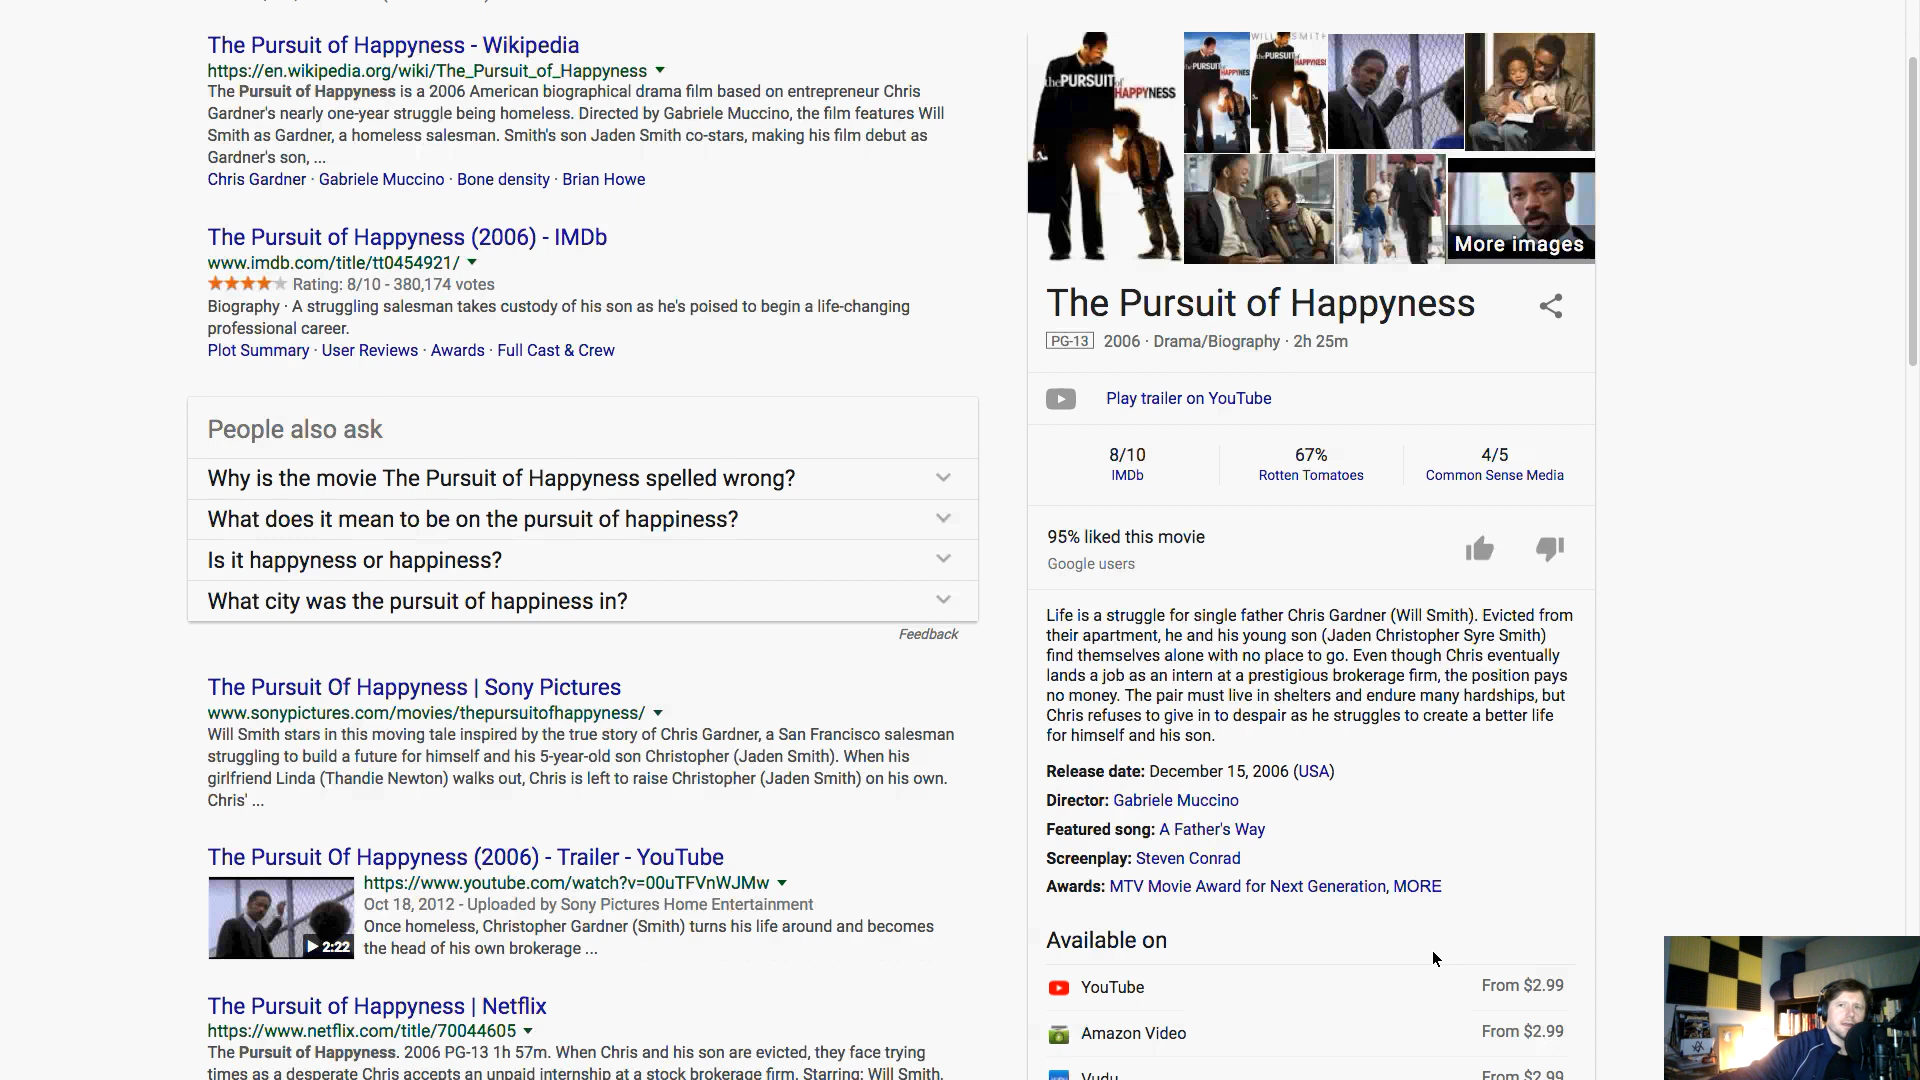 The Pursuit of Happyness - Wikipedia
https://en.wikipedia.org/wiki/The_Pursuit_of_Happyness
The Pursuit of Happyness is a 2006 American biographical drama film based on entrepreneur Chris
Gardner's nearly one-year struggle being homeless. Directed by Gabriele Muccino, the film features Will
Smith as Gardner, a homeless salesman. Smith's son Jaden Smith co-stars, making his film debut as
Gardner's son, ...
Chris Gardner · Gabriele Muccino · Bone density · Brian Howe
The Pursuit of Happyness (2006) - IMDb
www.imdb.com/title/tt0454921/
Rating: 8/10 - 380,174 votes
Biography · A struggling salesman takes custody of his son as he's poised to begin a life-changing
professional career.
Plot Summary · User Reviews · Awards · Full Cast & Crew
People also ask
Why is the movie The Pursuit of Happyness spelled wrong?
What does it mean to be on the pursuit of happiness?
Is it happyness or happiness?
What city was the pursuit of happiness in?
Feedback
The Pursuit Of Happyness | Sony Pictures
www.sonypictures.com/movies/thepursuitofhappyness/
Will Smith stars in this moving tale inspired by the true story of Chris Gardner, a San Francisco salesman
struggling to build a future for himself and his 5-year-old son Christopher (Jaden Smith). When his
girlfriend Linda (Thandie Newton) walks out, Chris is left to raise Christopher (Jaden Smith) on his own.
Chris' ...
The Pursuit Of Happyness (2006) - Trailer - YouTube
https://www.youtube.com/watch?v=00uTFVnWJMw
Oct 18, 2012 - Uploaded by Sony Pictures Home Entertainment
Once homeless, Christopher Gardner (Smith) turns his life around and becomes
the head of his own brokerage ...
2:22
The Pursuit of Happyness | Netflix
https://www.netflix.com/title/70044605
The Pursuit of Happyness. 2006 PG-13 1h 57m. When Chris and his son are evicted, they face trying
times as a desperate Chris accepts an unpaid internship at a stock brokerage firm. Starring: Will Smith,
the PURSUIT of HAPPYNESS
the PURSUIT of HAPPYNESS
WILL SMITH
the PURSUIT of HAPPYNESS
More images
The Pursuit of Happyness
PG-13 2006 · Drama/Biography · 2h 25m
Play trailer on YouTube
8/10 67% 4/5
IMDb Rotten Tomatoes Common Sense Media
95% liked this movie
Google users
Life is a struggle for single father Chris Gardner (Will Smith). Evicted from
their apartment, he and his young son (Jaden Christopher Syre Smith)
find themselves alone with no place to go. Even though Chris eventually
lands a job as an intern at a prestigious brokerage firm, the position pays
no money. The pair must live in shelters and endure many hardships, but
Chris refuses to give in to despair as he struggles to create a better life
for himself and his son.
Release date: December 15, 2006 (USA)
Director: Gabriele Muccino
Featured song: A Father's Way
Screenplay: Steven Conrad
Awards: MTV Movie Award for Next Generation, MORE
Available on
YouTube From $2.99
Amazon Video From $2.99
Vudu From $2.99